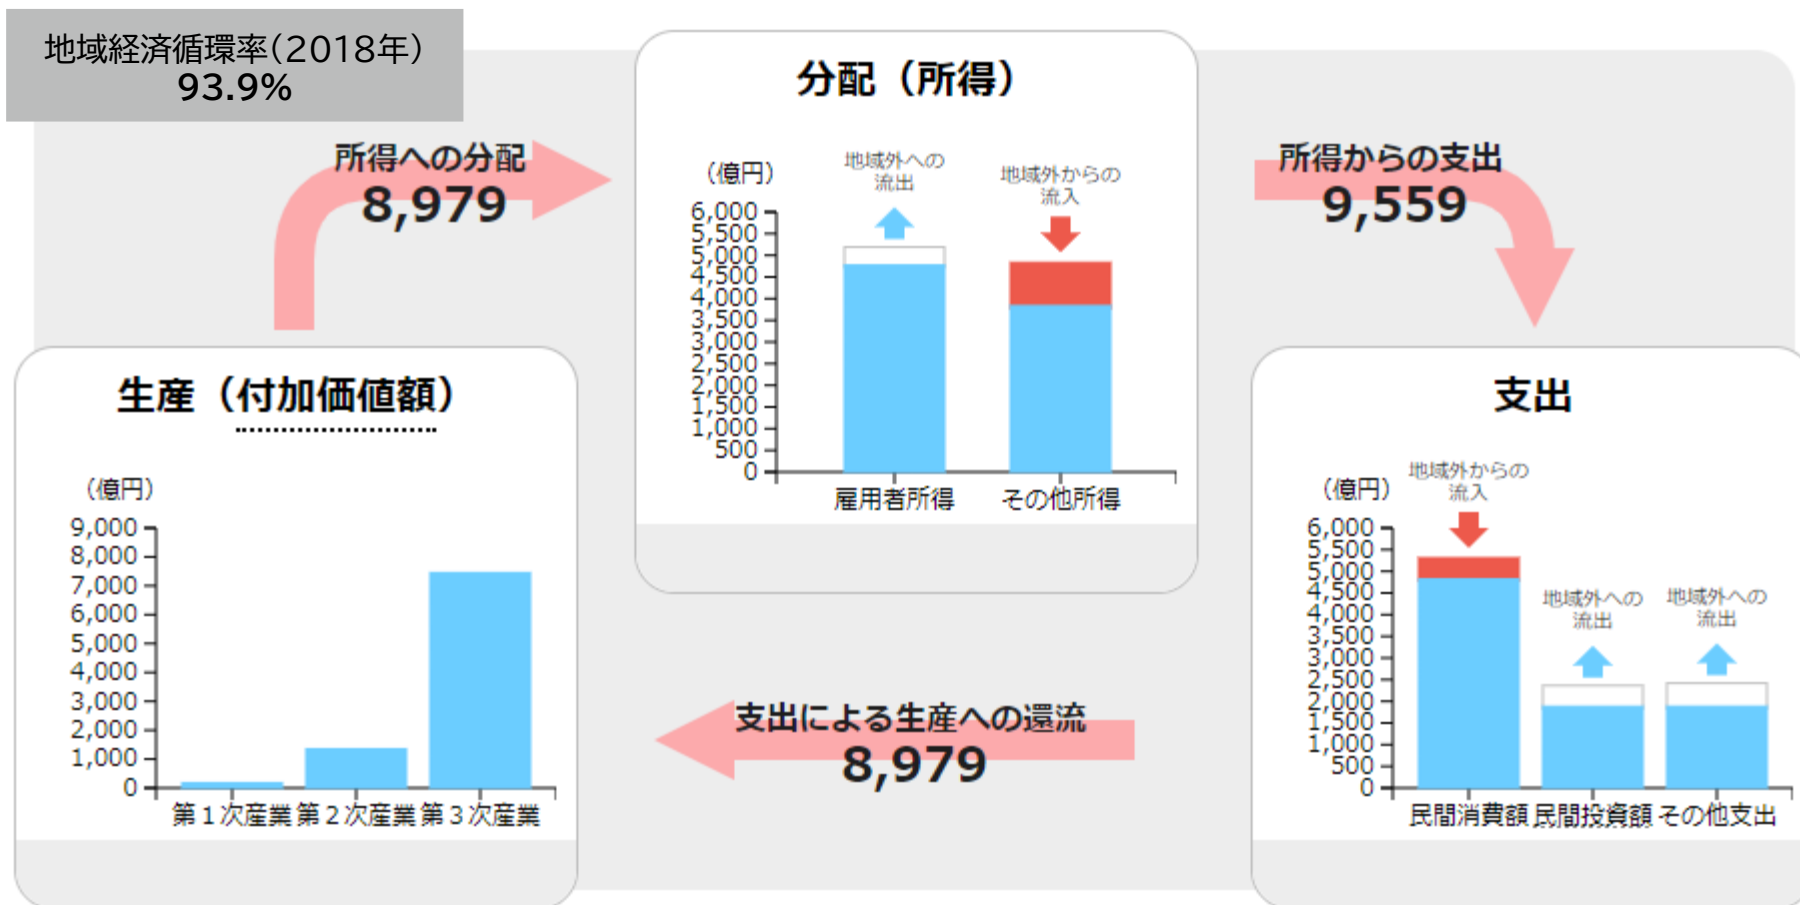 地域経済循環率(2018年)
93.9%
所得への分配
8,979
分配（所得）
（億円）
地域外への
流出
地域外からの
流入
6,000
5,500
5,000
4,500
4,000
3,500
3,000
2,500
2,000
1,500
1,000
500
0
雇用者所得
その他所得
所得からの支出
9,559
生産（付加価値額）
（億円）
9,000
8,000
7,000
6,000
5,000
4,000
3,000
2,000
1,000
0
第１次産業
第２次産業
第３次産業
支出による生産への還流
8,979
支出
（億円）
地域外からの
流入
地域外への
流出
地域外への
流出
6,000
5,500
5,000
4,500
4,000
3,500
3,000
2,500
2,000
1,500
1,000
500
0
民間消費額
民間投資額
その他支出